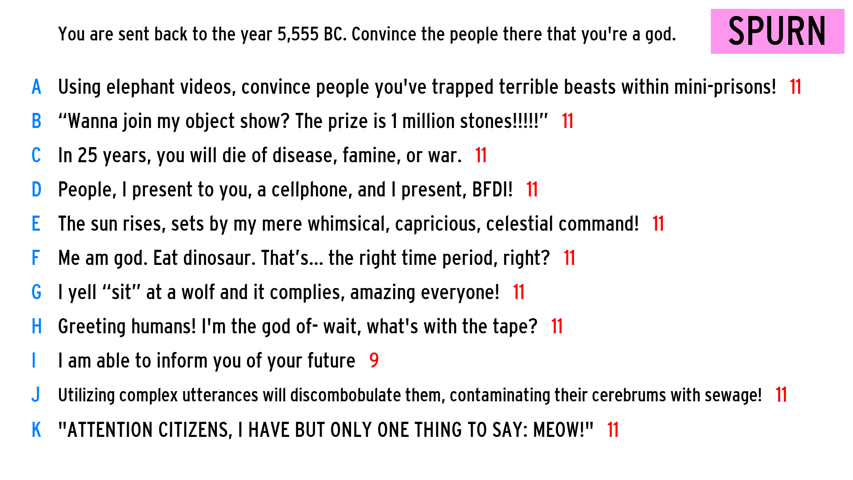 You are sent back to the year 5,555 BC. Convince the people there that you're a god.
SPURN
A Using elephant videos, convince people you've trapped terrible beasts within mini-prisons! 11
B “Wanna join my object show? The prize is 1 million stones!!!!!” 11
C In 25 years, you will die of disease, famine, or war. 11
D People, I present to you, a cellphone, and I present, BFDI! 11
E The sun rises, sets by my mere whimsical, capricious, celestial command! 11
F Me am god. Eat dinosaur. That’s... the right time period, right? 11
G I yell “sit” at a wolf and it complies, amazing everyone! 11
H Greeting humans! I'm the god of- wait, what's with the tape? 11
I I am able to inform you of your future 9
J Utilizing complex utterances will discombobulate them, contaminating their cerebrums with sewage! 11
K "ATTENTION CITIZENS, I HAVE BUT ONLY ONE THING TO SAY: MEOW!" 11